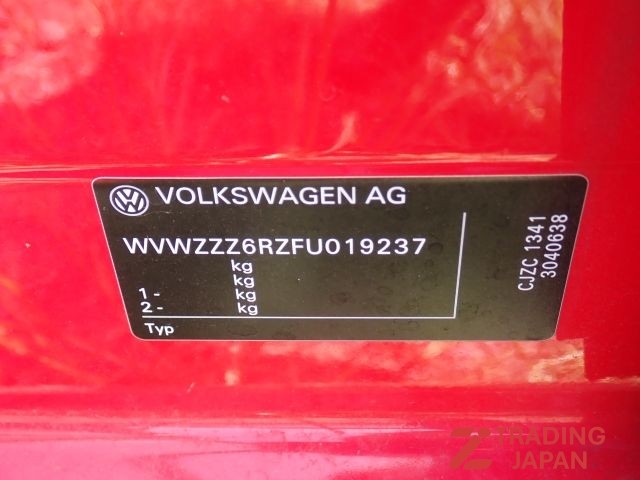 VOLKSWAGEN AG
WVWZZZ6RZFU019237
kg
kg
1 - kg
2 - kg
Typ
CJZC 1341
3040638
TRADING
JAPAN